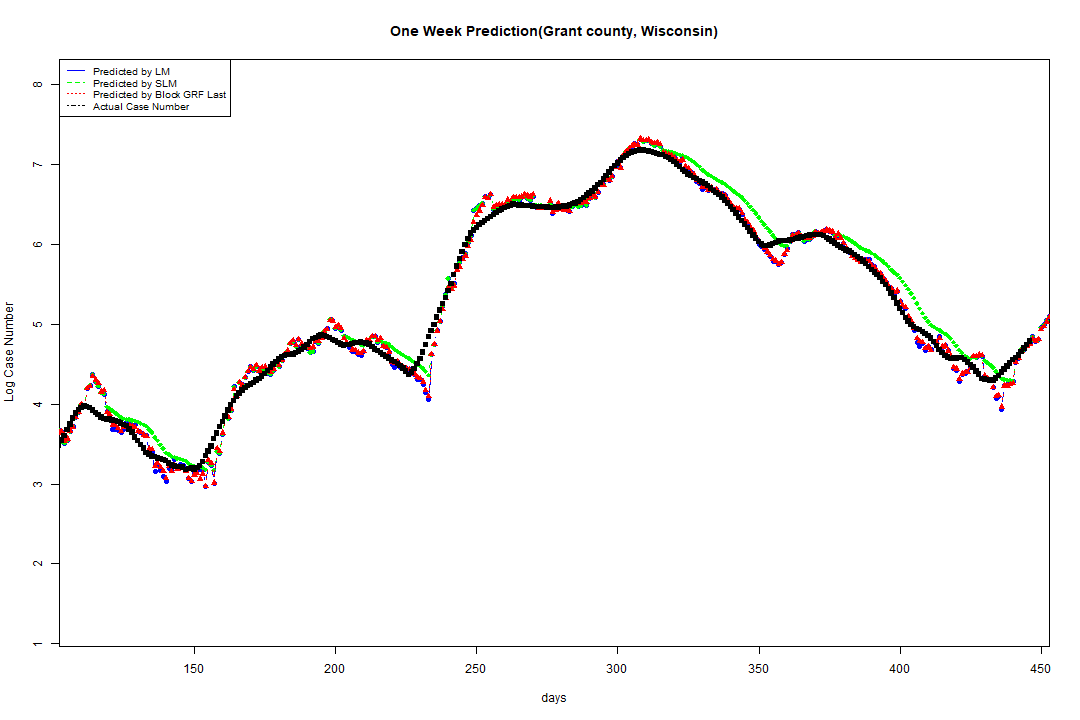 One Week Prediction(Grant county, Wisconsin)
Predicted by LM
Predicted by SLM
Predicted by Block GRF Last
Actual Case Number
8
7
6
5
4
3
2
1
Log Case Number
150 200 250 300 350 400 450
days